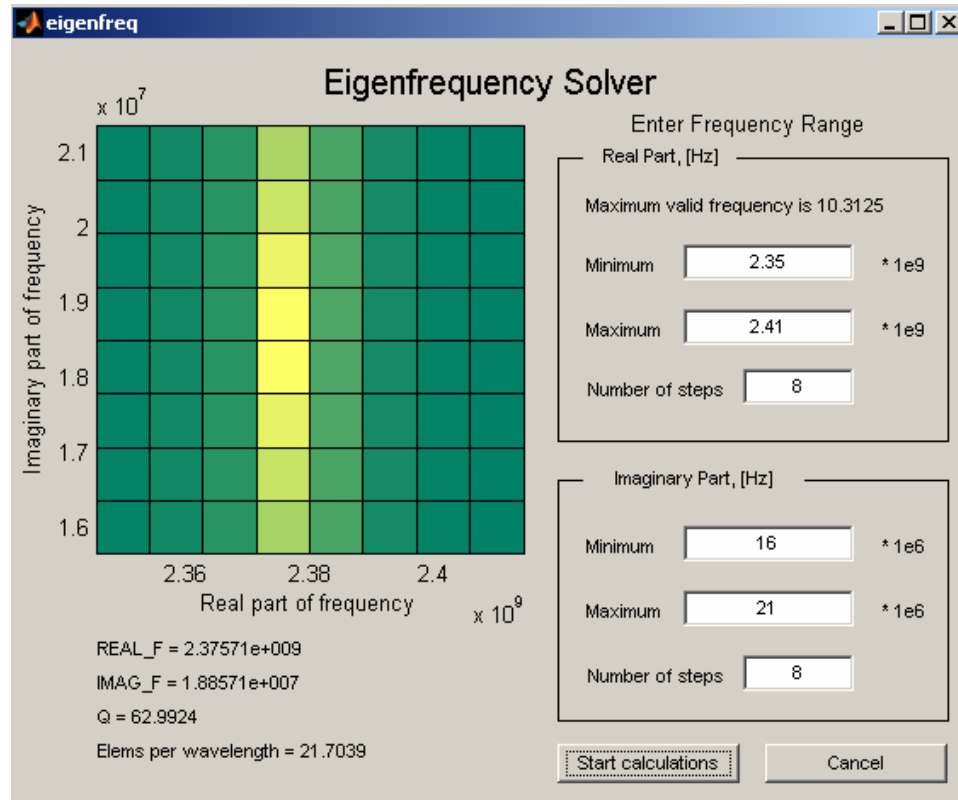 eigenfreq
Eigenfrequency Solver
x 10^7
2.1
2
1.9
1.8
1.7
1.6
Imaginary part of frequency
2.36 2.38 2.4
Real part of frequency
x 10^9
REAL_F = 2.37571e+009
IMAG_F = 1.88571e+007
Q = 62.9924
Elems per wavelength = 21.7039
Enter Frequency Range
Real Part, [Hz]
Maximum valid frequency is 10.3125
Minimum 2.35 * 1e9
Maximum 2.41 * 1e9
Number of steps 8
Imaginary Part, [Hz]
Minimum 16 * 1e6
Maximum 21 * 1e6
Number of steps 8
Start calculations Cancel